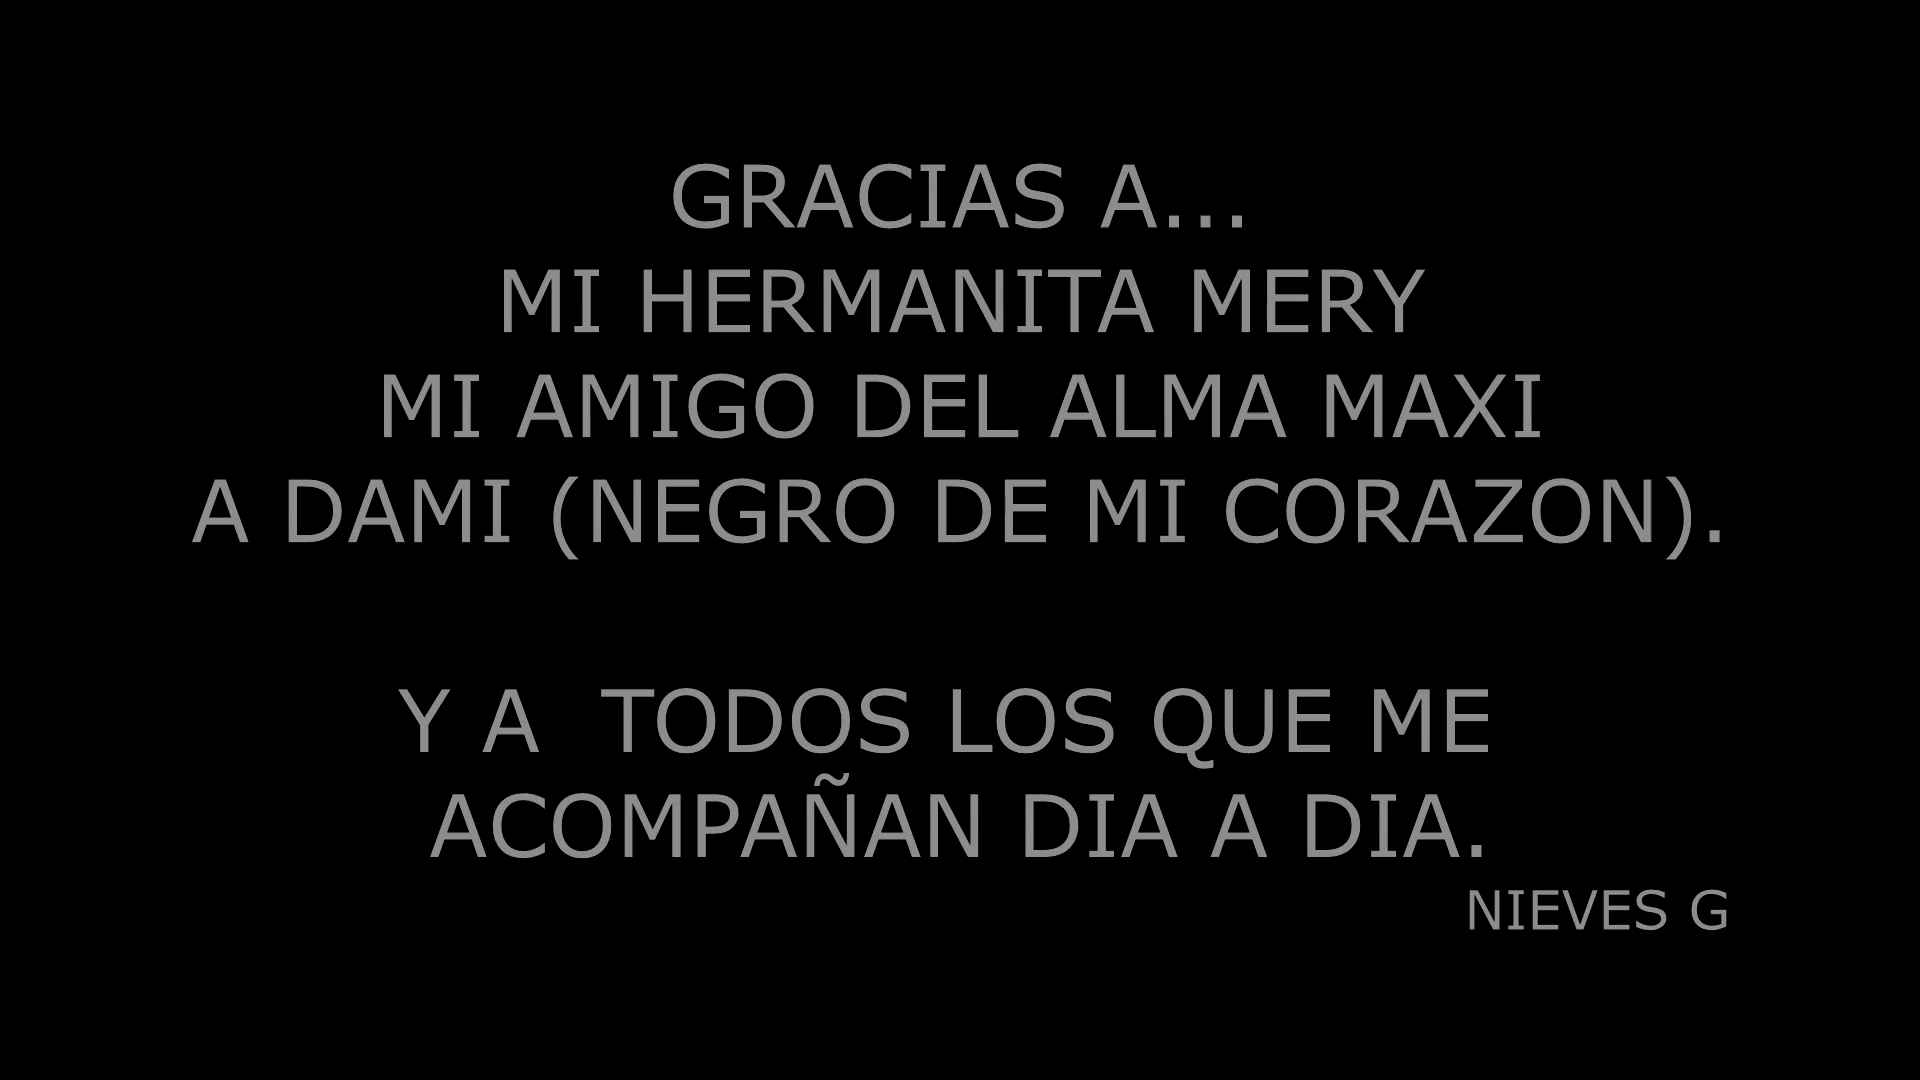 GRACIAS A...
MI HERMANITA MERY
MI AMIGO DEL ALMA MAXI
A DAMI (NEGRO DE MI CORAZON).
Y A  TODOS LOS QUE ME
ACOMPAÑAN DIA A DIA.
NIEVES G